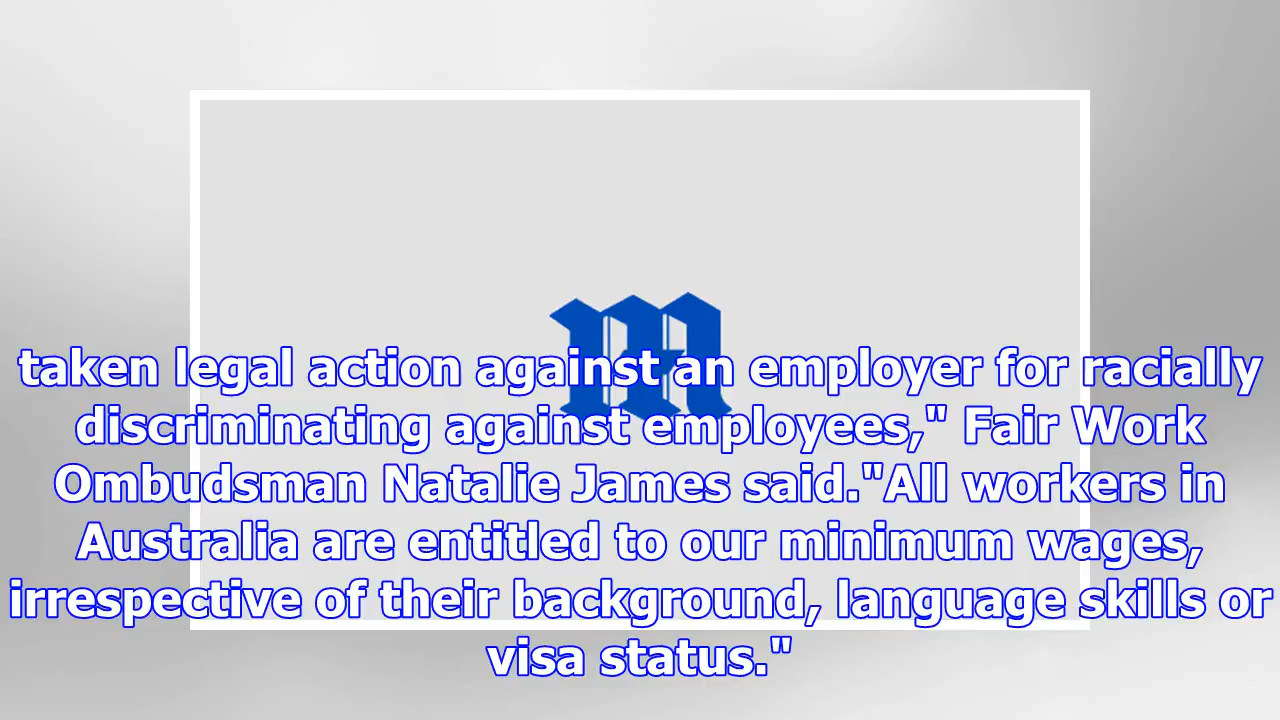 taken legal action against an employer for racially
discriminating against employees," Fair Work
Ombudsman Natalie James said."All workers in
Australia are entitled to our minimum wages,
irrespective of their background, language skills or
visa status."